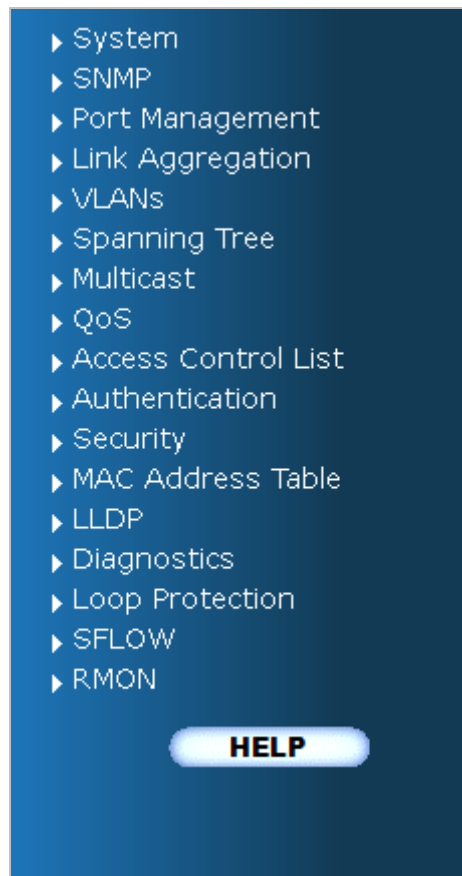 System
SNMP
Port Management
Link Aggregation
VLANs
Spanning Tree
Multicast
QoS
Access Control List
Authentication
Security
MAC Address Table
LLDP
Diagnostics
Loop Protection
SFLOW
RMON
HELP